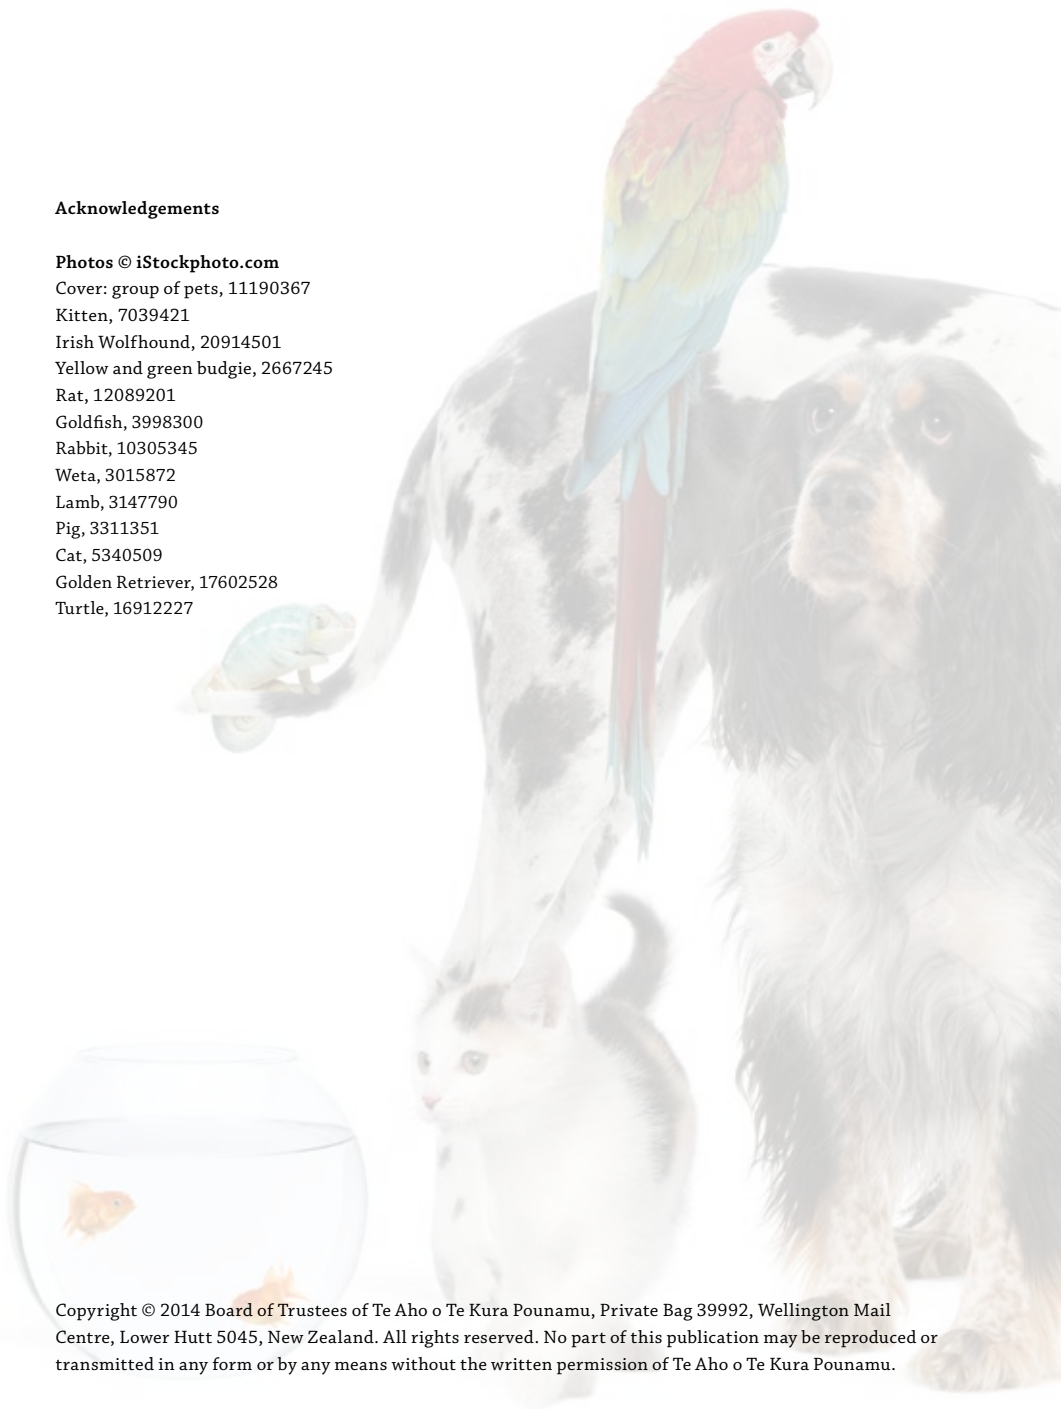 Acknowledgements
Photos © iStockphoto.com
Cover: group of pets, 11190367
Kitten, 7039421
Irish Wolfhound, 20914501
Yellow and green budgie, 2667245
Rat, 12089201
Goldfish, 3998300
Rabbit, 10305345
Weta, 3015872
Lamb, 3147790
Pig, 3311351
Cat, 5340509
Golden Retriever, 17602528
Turtle, 16912227
Copyright © 2014 Board of Trustees of Te Aho o Te Kura Pounamu, Private Bag 39992, Wellington Mail
Centre, Lower Hutt 5045, New Zealand. All rights reserved. No part of this publication may be reproduced or
transmitted in any form or by any means without the written permission of Te Aho o Te Kura Pounamu.